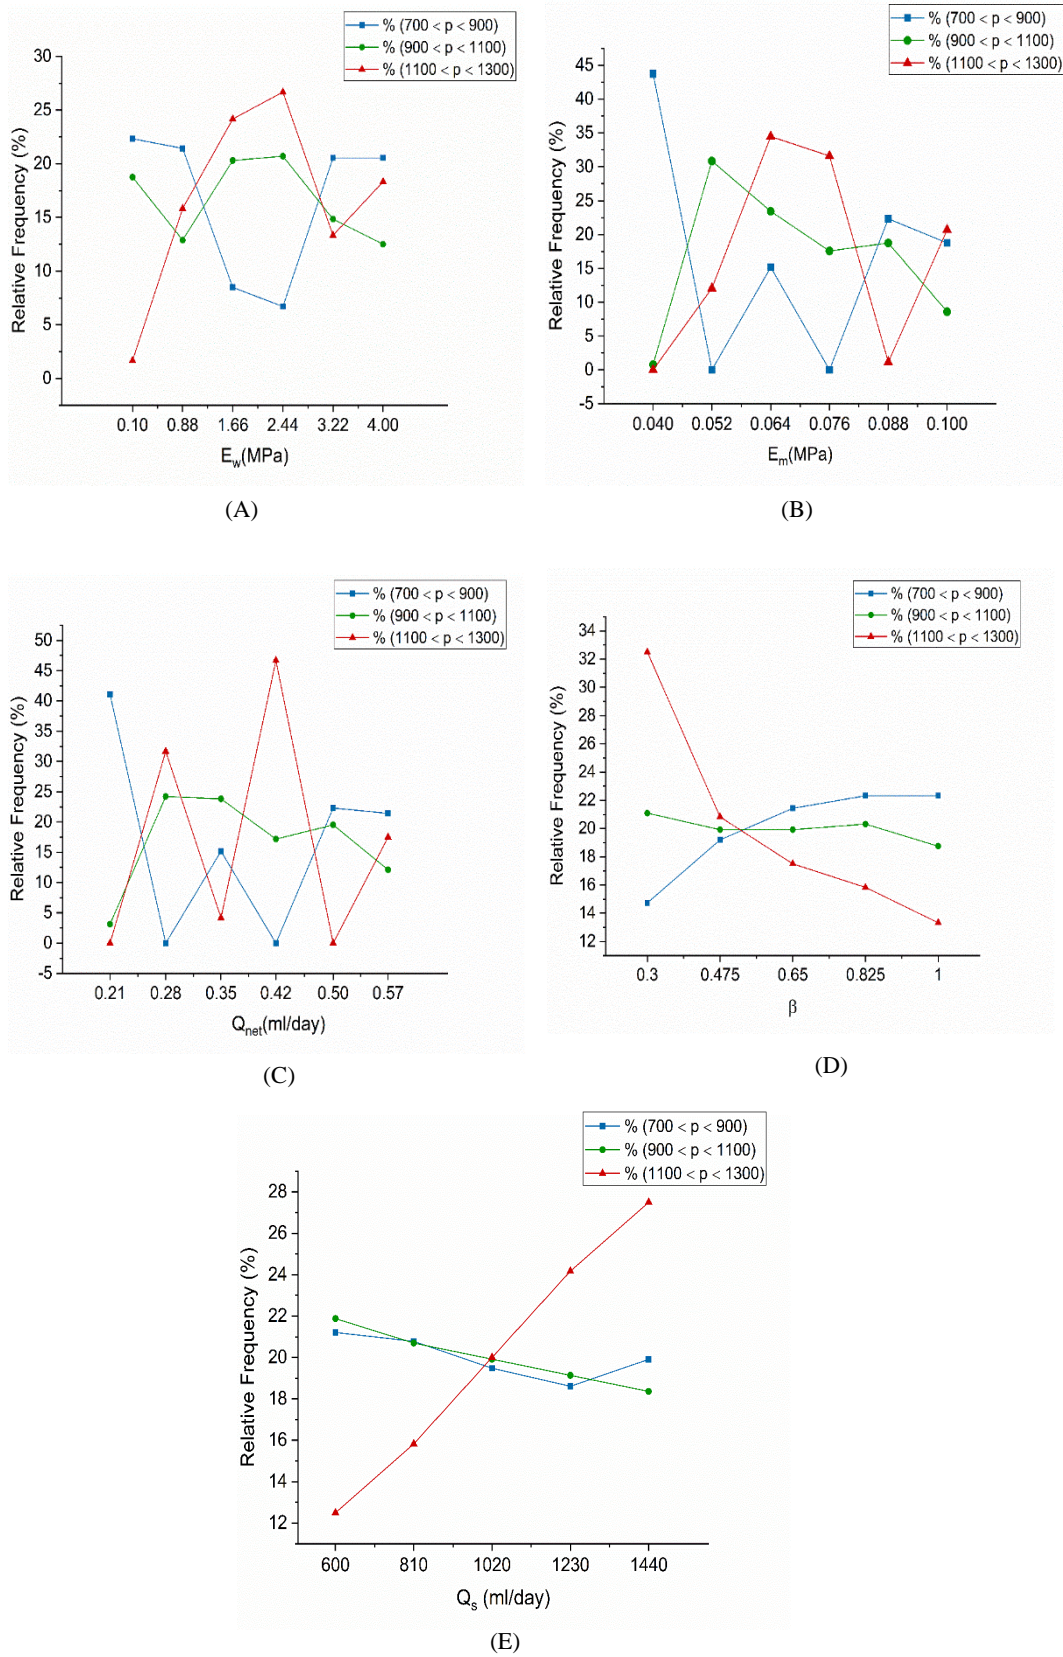 % (700 < p < 900)
% (900 < p < 1100)
% (1100 < p < 1300)
Relative Frequency (%)
30
25
20
15
10
5
0
0.10 0.88 1.66 2.44 3.22 4.00
Ew(MPa)
(A)
% (700 < p < 900)
% (900 < p < 1100)
% (1100 < p < 1300)
Relative Frequency (%)
45
40
35
30
25
20
15
10
5
0
-5
0.040 0.052 0.064 0.076 0.088 0.100
Em(MPa)
(B)
% (700 < p < 900)
% (900 < p < 1100)
% (1100 < p < 1300)
Relative Frequency (%)
50
45
40
35
30
25
20
15
10
5
0
-5
0.21 0.28 0.35 0.42 0.50 0.57
Qnet(ml/day)
(C)
% (700 < p < 900)
% (900 < p < 1100)
% (1100 < p < 1300)
Relative Frequency (%)
34
32
30
28
26
24
22
20
18
16
14
12
0.3 0.475 0.65 0.825 1
β
(D)
% (700 < p < 900)
% (900 < p < 1100)
% (1100 < p < 1300)
Relative Frequency (%)
28
26
24
22
20
18
16
14
12
600 810 1020 1230 1440
Qs (ml/day)
(E)